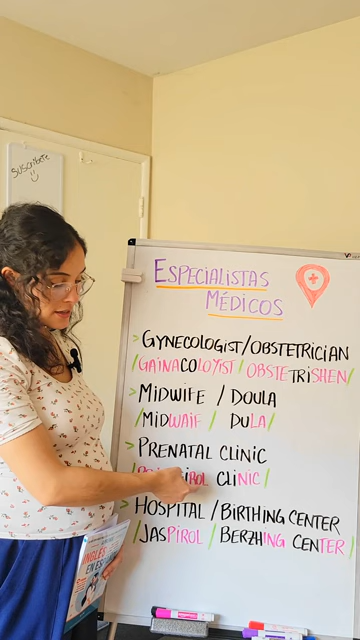 Suscribete
:)
ESPECIALISTAS
MÉDICOS
> GYNECOLOGIST/OBSTETRICIAN
/GAINACOLOYIST / OBSTETRISHEN/
> MIDWIFE / DOULA
/MIDWAIF / DULA/
> PRENATAL CLINIC
CLINIC/
> HOSPITAL / BIRTHING CENTER
/JASPIROL / BERZHING CENTER/
INGLÉS